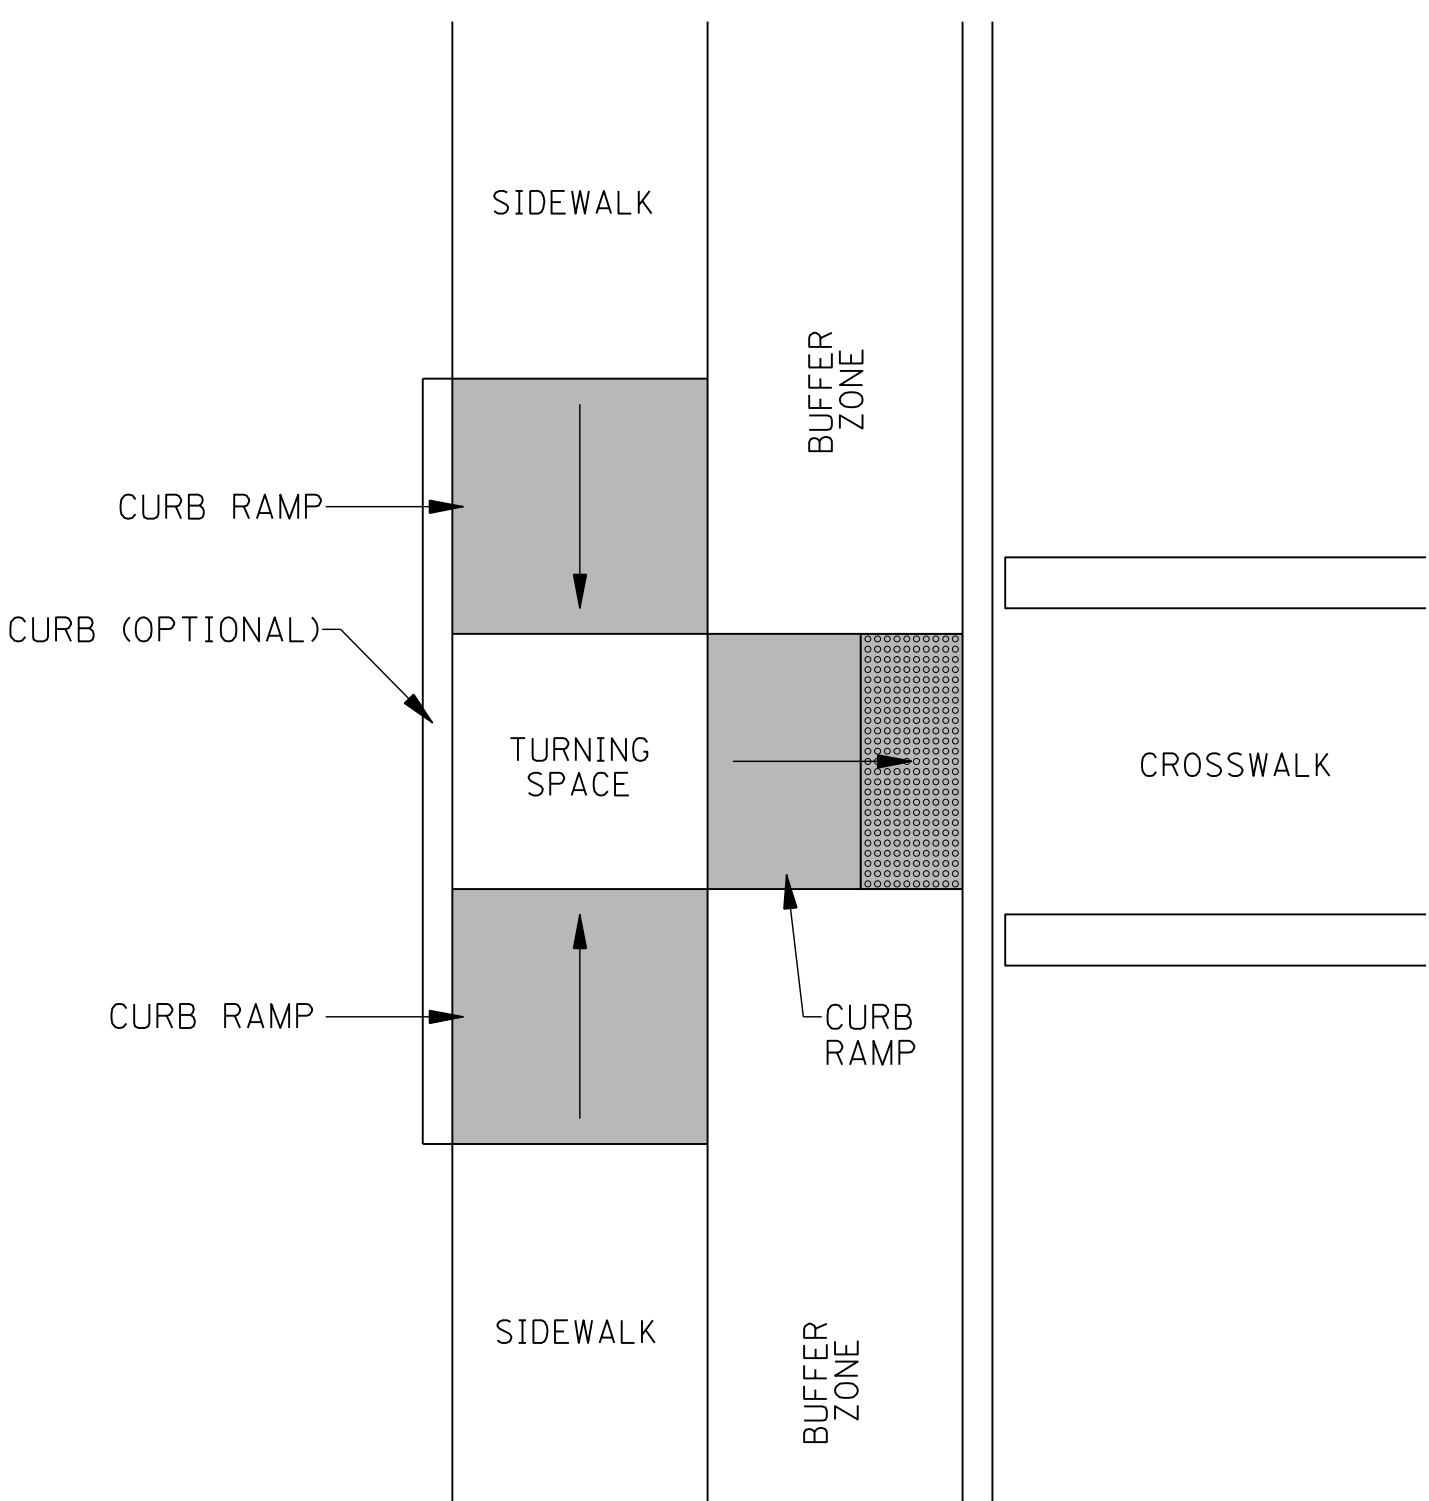 SIDEWALK
BUFFER
ZONE
CURB RAMP
CURB (OPTIONAL)
TURNING
SPACE
CROSSWALK
CURB RAMP
CURB
RAMP
SIDEWALK
BUFFER
ZONE